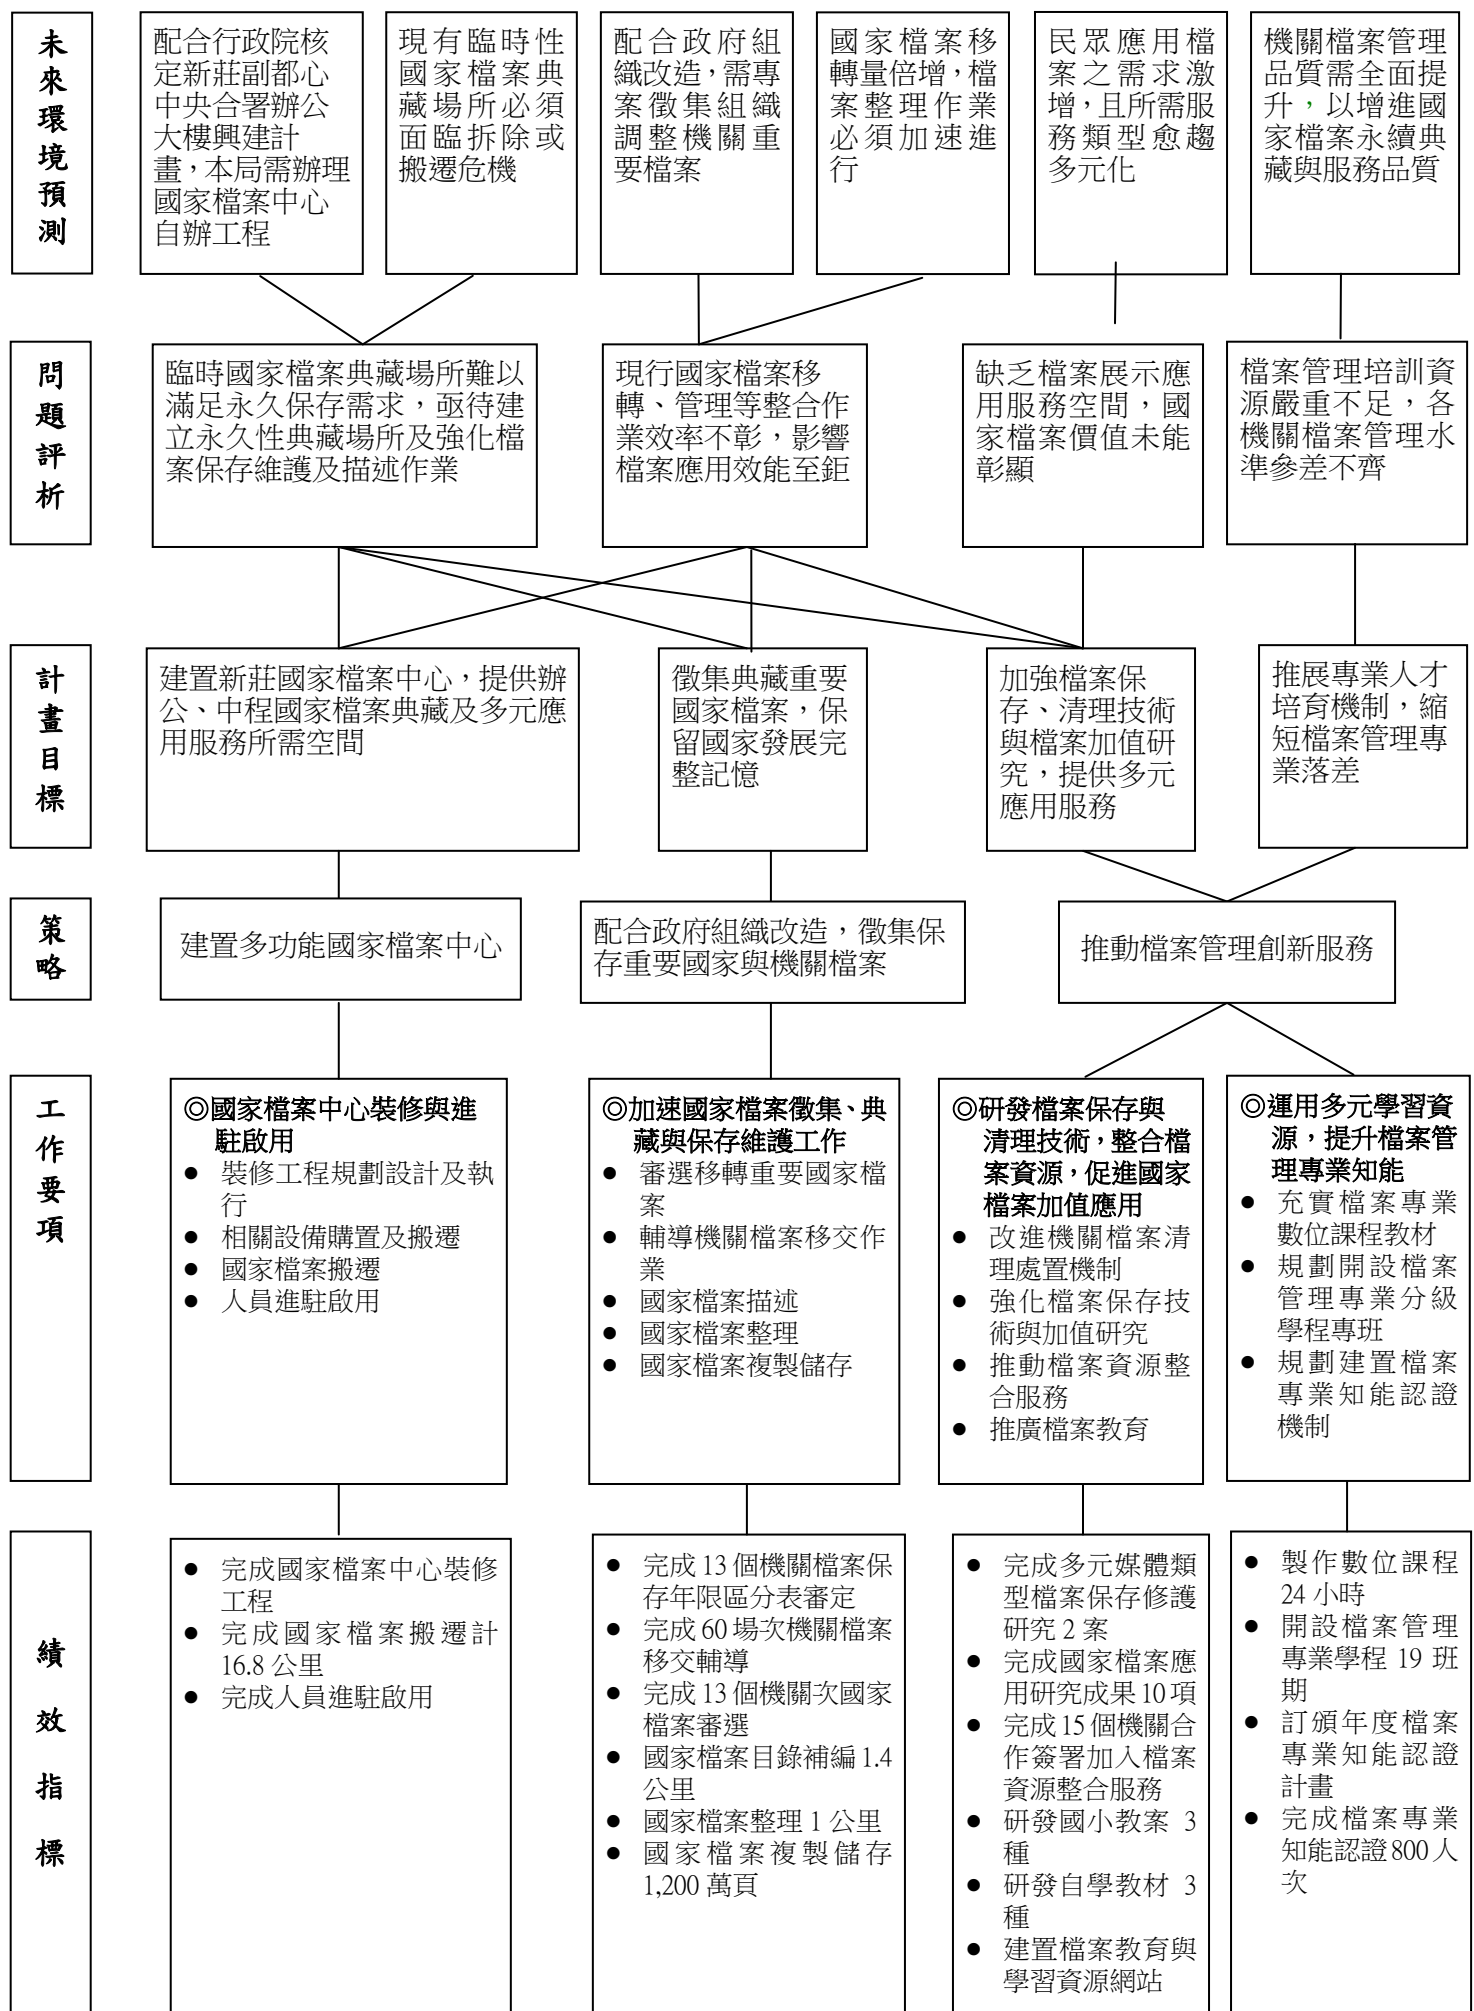 未來環境預測
配合行政院核
定新莊副都心
中央合署辦公
大樓興建計
畫，本局需辦理
國家檔案中心
自辦工程
現有臨時性
國家檔案典
藏場所必須
面臨拆除或
搬遷危機
配合政府組
織改造，需專
案徵集組織
調整機關重
要檔案
國家檔案移
轉量倍增，檔
案整理作業
必須加速進
行
民眾應用檔
案之需求激
增，且所需服
務類型愈趨
多元化
機關檔案管理
品質需全面提
升，以增進國
家檔案永續典
藏與服務品質
問題評析
臨時國家檔案典藏場所難以
滿足永久保存需求，亟待建
立永久性典藏場所及強化檔
案保存維護及描述作業
現行國家檔案移
轉、管理等整合作
業效率不彰，影響
檔案應用效能至鉅
缺乏檔案展示應
用服務空間，國
家檔案價值未能
彰顯
檔案管理培訓資
源嚴重不足，各
機關檔案管理水
準參差不齊
計畫目標
建置新莊國家檔案中心，提供辦
公、中程國家檔案典藏及多元應
用服務所需空間
徵集典藏重要
國家檔案，保
留國家發展完
整記憶
加強檔案保
存、清理技術
與檔案加值研
究，提供多元
應用服務
推展專業人才
培育機制，縮
短檔案管理專
業落差
策略
建置多功能國家檔案中心
配合政府組織改造，徵集保
存重要國家與機關檔案
推動檔案管理創新服務
工作要項
◎國家檔案中心裝修與進
駐啟用
● 裝修工程規劃設計及執
行
● 相關設備購置及搬遷
● 國家檔案搬遷
● 人員進駐啟用
◎加速國家檔案徵集、典
藏與保存維護工作
● 審選移轉重要國家檔
案
● 輔導機關檔案移交作
業
● 國家檔案描述
● 國家檔案整理
● 國家檔案複製儲存
◎研發檔案保存與
清理技術，整合檔
案資源，促進國家
檔案加值應用
● 改進機關檔案清
理處置機制
● 強化檔案保存技
術與加值研究
● 推動檔案資源整
合服務
● 推廣檔案教育
◎運用多元學習資
源，提升檔案管
理專業知能
● 充實檔案專業
數位課程教材
● 規劃開設檔案
管理專業分級
學程專班
● 規劃建置檔案
專業知能認證
機制
績效指標
● 完成國家檔案中心裝修
工程
● 完成國家檔案搬遷計
16.8 公里
● 完成人員進駐啟用
● 完成 13 個機關檔案保
存年限區分表審定
● 完成 60 場次機關檔案
移交輔導
● 完成 13 個機關次國家
檔案審選
● 國家檔案目錄補編 1.4
公里
● 國家檔案整理 1 公里
● 國家檔案複製儲存
1,200 萬頁
● 完成多元媒體類
型檔案保存修護
研究 2 案
● 完成國家檔案應
用研究成果 10 項
● 完成 15 個機關合
作簽署加入檔案
資源整合服務
● 研發國小教案 3
種
● 研發自學教材 3
種
● 建置檔案教育與
學習資源網站
● 製作數位課程
24 小時
● 開設檔案管理
專業學程 19 班
期
● 訂頒年度檔案
專業知能認證
計畫
● 完成檔案專業
知能認證 800 人
次